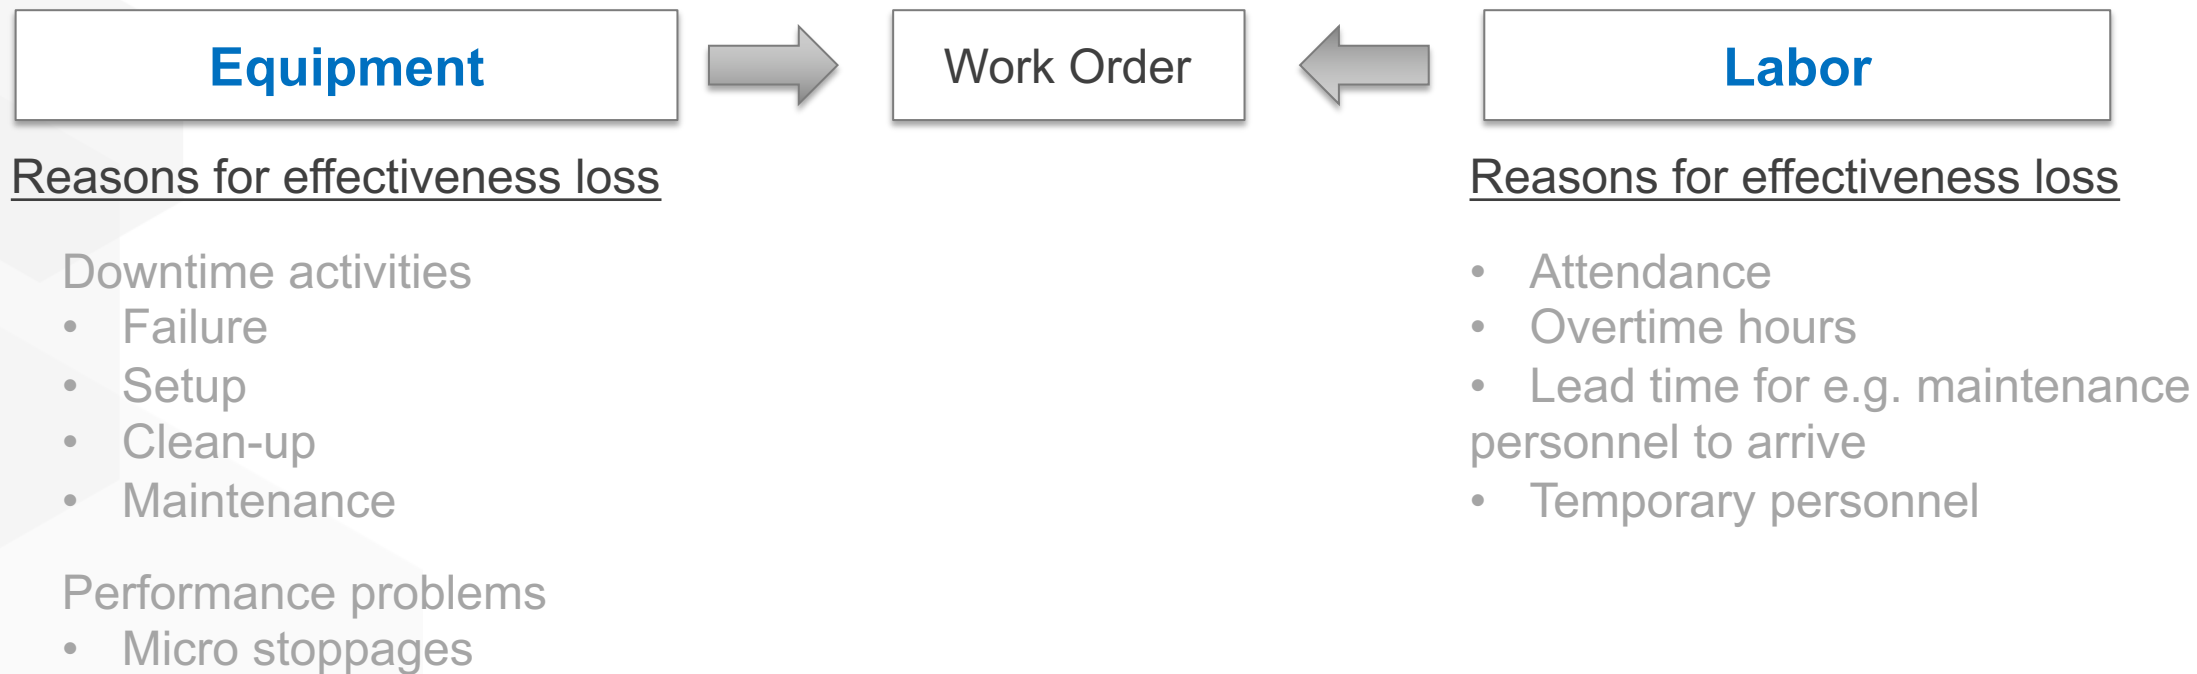 Equipment
Work Order
Labor
Reasons for effectiveness loss
Downtime activities
• Failure
• Setup
• Clean-up
• Maintenance
Performance problems
• Micro stoppages
Reasons for effectiveness loss
• Attendance
• Overtime hours
• Lead time for e.g. maintenance
personnel to arrive
• Temporary personnel